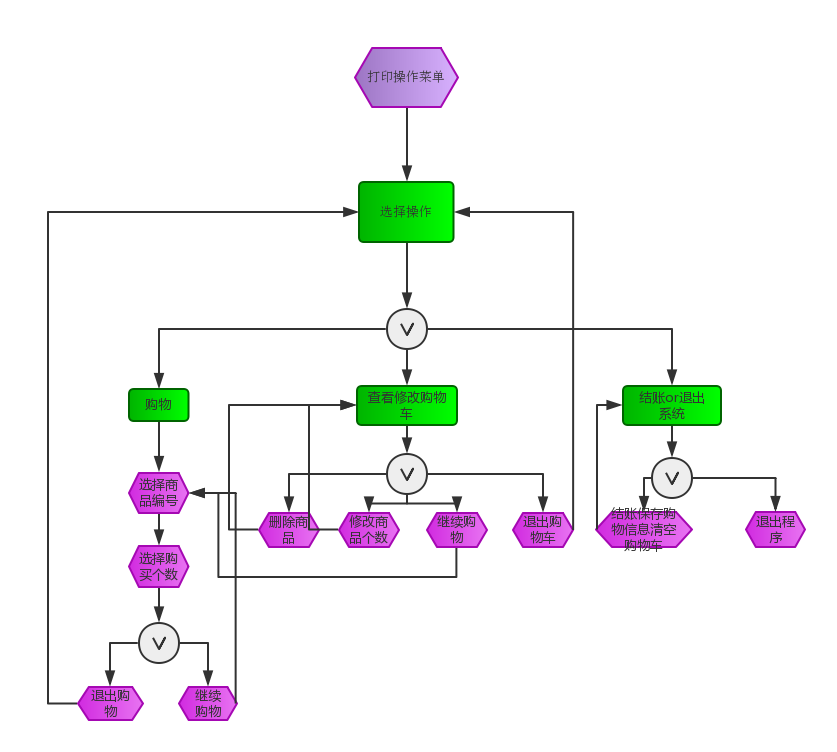 打印操作菜单
选择操作
购物
查看修改购物
车
结账or退出
系统
选择商
品编号
删除商
品
修改商
品个数
继续购
物
退出购
物车
结账保存购
物信息清空
购物车
退出程
序
选择购
买个数
退出购
物
继续
购物